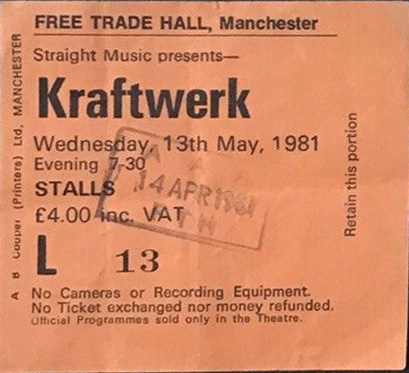 FREE TRADE HALL, Manchester
Straight Music presents—
Kraftwerk
Wednesday, 13th May, 1981
Evening 7-30
STALLS
£4.00 inc. VAT
L 13
No Cameras or Recording Equipment.
No Ticket exchanged nor money refunded.
Official Programmes sold only in the Theatre.
A B Cooper (Printers) Ltd, MANCHESTER
Retain this portion
14 APR 1981